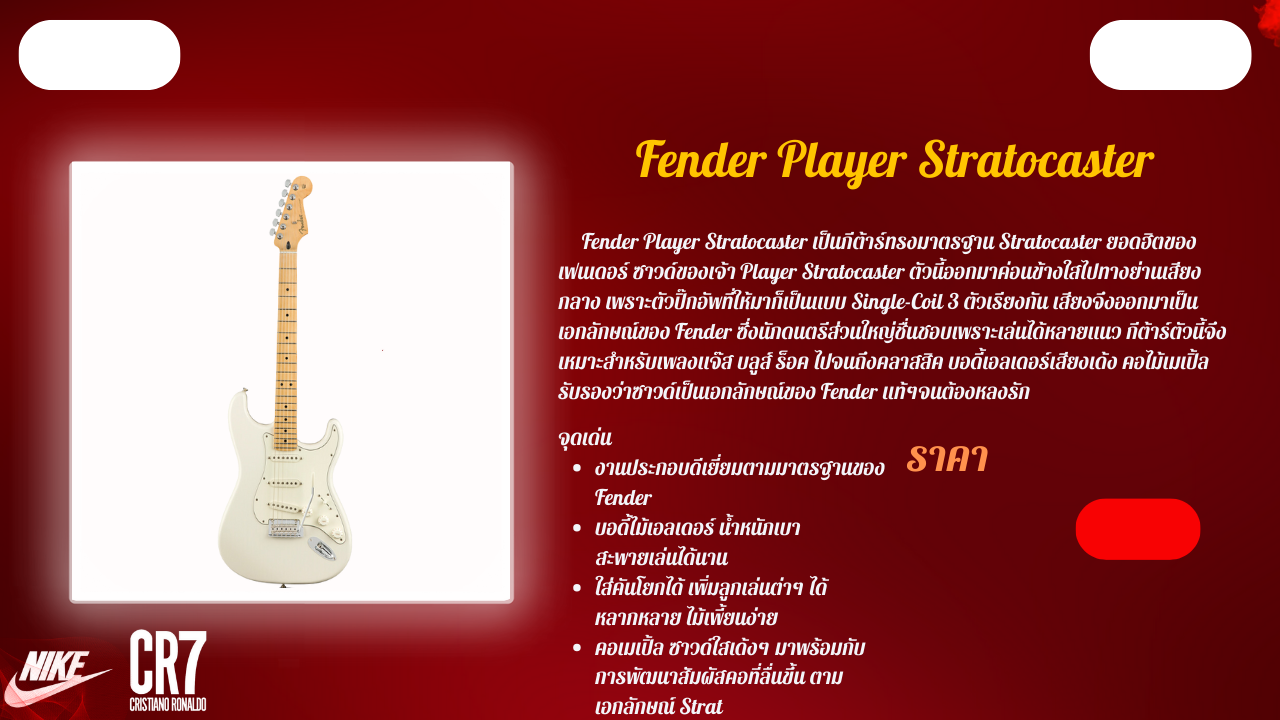 Fender Player Stratocaster
Fender Player Stratocaster เป็นกีต้าร์ทรงมาตรฐาน Stratocaster ยอดฮิตของ
เฟนเดอร์ ซาวด์ของเจ้า Player Stratocaster ตัวนี้ออกมาค่อนข้างใสไปทางย่านเสียง
กลาง เพราะตัวปิ๊กอัพที่ให้มาก็เป็นแบบ Single-Coil 3 ตัวเรียงกัน เสียงจึงออกมาเป็น
เอกลักษณ์ของ Fender ซึ่งนักดนตรีส่วนใหญ่ชื่นชอบเพราะเล่นได้หลายแนว กีต้าร์ตัวนี้จึง
เหมาะสำหรับเพลงแจ๊ส บลูส์ ร็อค ไปจนถึงคลาสสิค บอดี้เอลเดอร์เสียงเด้ง คอไม้เมเปิ้ล
รับรองว่าซาวด์เป็นเอกลักษณ์ของ Fender แท้ๆจนต้องหลงรัก
จุดเด่น
• งานประกอบดีเยี่ยมตามมาตรฐานของ
Fender
• บอดี้ไม้เอลเดอร์ น้ำหนักเบา
สะพายเล่นได้นาน
• ใส่คันโยกได้ เพิ่มลูกเล่นต่าๆ ได้
หลากหลาย ไม้เพี้ยนง่าย
• คอเมเปิ้ล ซาวด์ใสเด้งๆ มาพร้อมกับ
การพัฒนาสัมผัสคอที่ลื่นขึ้น ตาม
เอกลักษณ์ Strat
ราคา
NIKE
CR7
CRISTIANO RONALDO